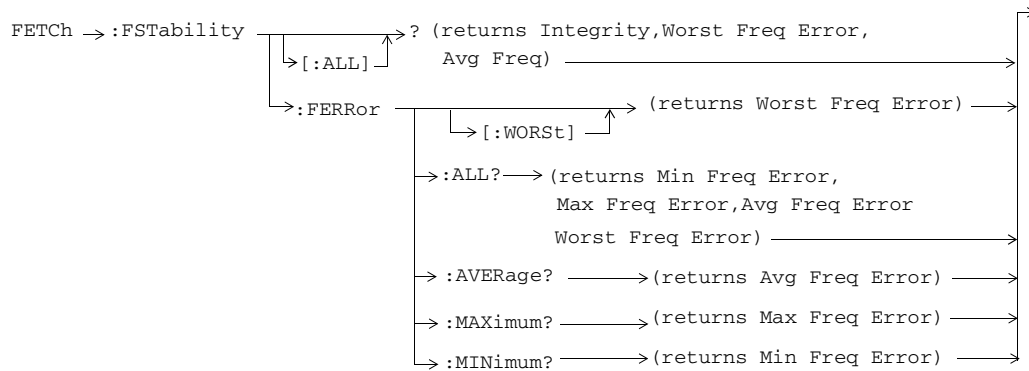 FETCh :FSTability ? (returns Integrity,Worst Freq Error,
[:ALL] Avg Freq)
:FERRor (returns Worst Freq Error)
[:WORSt]
:ALL? (returns Min Freq Error,
Max Freq Error,Avg Freq Error
Worst Freq Error)
:AVERage? (returns Avg Freq Error)
:MAXimum? (returns Max Freq Error)
:MINimum? (returns Min Freq Error)